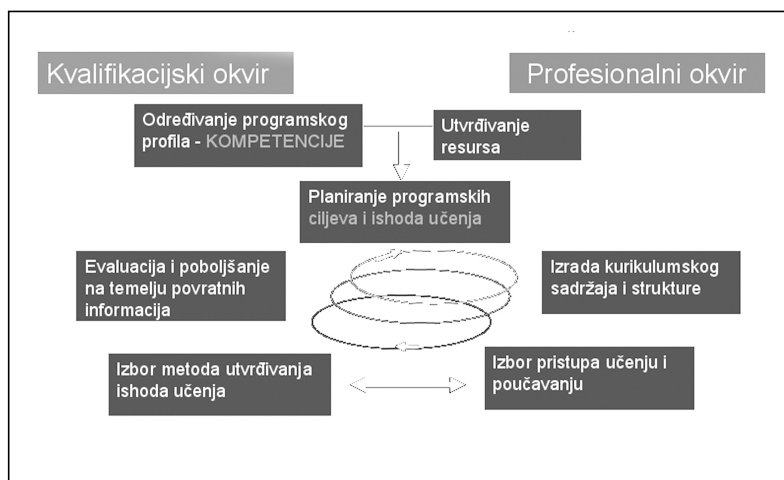 Kvalifikacijski okvir
Profesionalni okvir
Određivanje programskog
profila - KOMPETENCIJE
Utvrđivanje
resursa
Planiranje programskih
ciljeva i ishoda učenja
Evaluacija i poboljšanje
na temelju povratnih
informacija
Izrada kurikulumskog
sadržaja i strukture
Izbor metoda utvrđivanja
ishoda učenja
Izbor pristupa učenju i
poučavanju